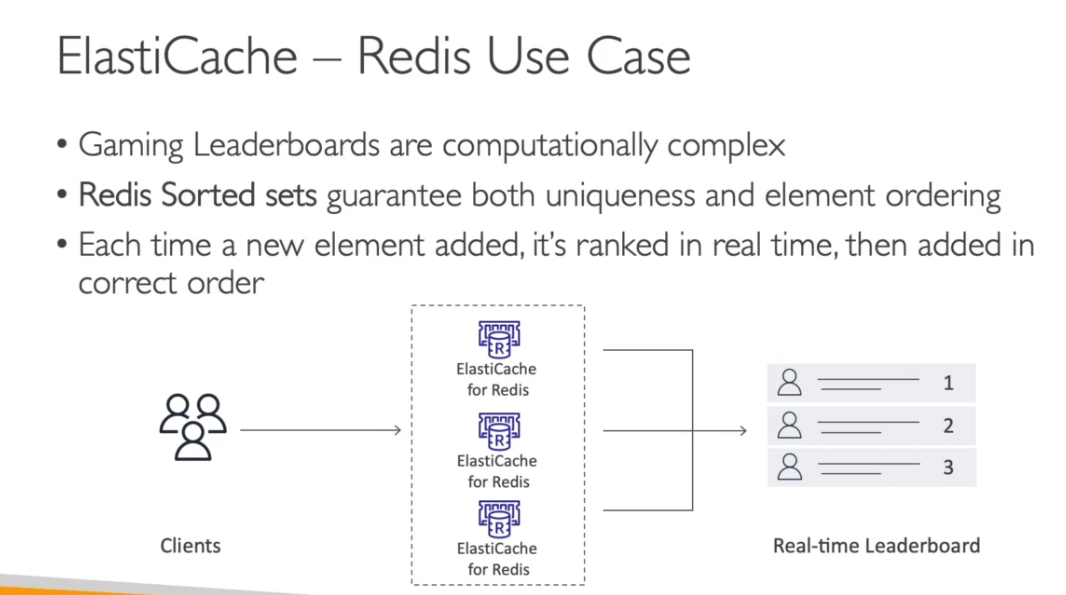 ElastiCache – Redis Use Case
• Gaming Leaderboards are computationally complex
• Redis Sorted sets guarantee both uniqueness and element ordering
• Each time a new element added, it's ranked in real time, then added in
correct order
R
ElastiCache
for Redis
R
ElastiCache
for Redis
R
ElastiCache
for Redis
1
2
3
Clients
Real-time Leaderboard